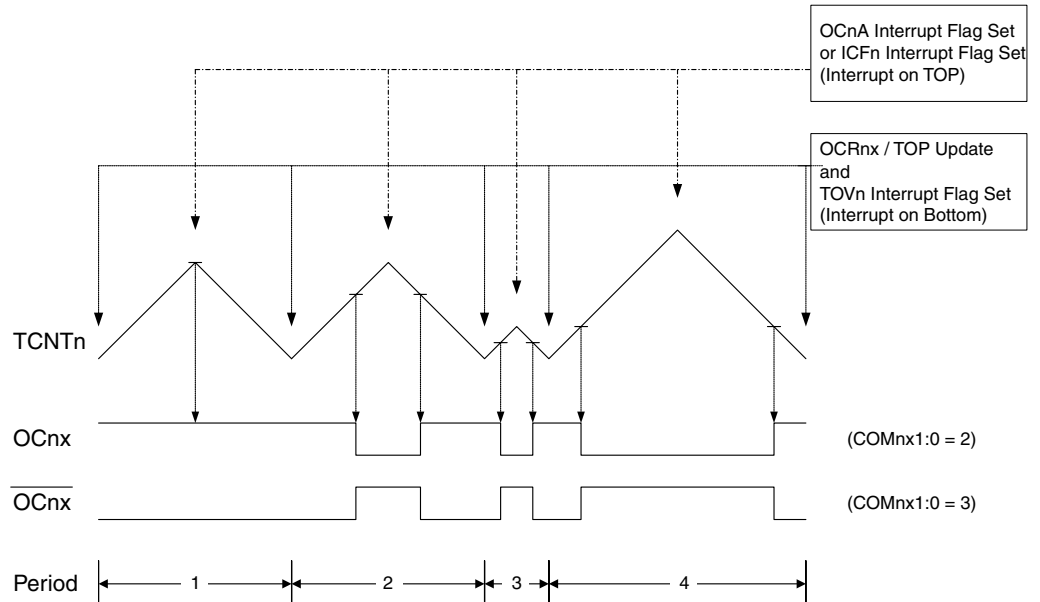 OCnA Interrupt Flag Set
or ICFn Interrupt Flag Set
(Interrupt on TOP)
OCRnx / TOP Update
and
TOVn Interrupt Flag Set
(Interrupt on Bottom)
TCNTn
OCnx
(COMnx1:0 = 2)
OCnx
(COMnx1:0 = 3)
Period
1
2
3
4